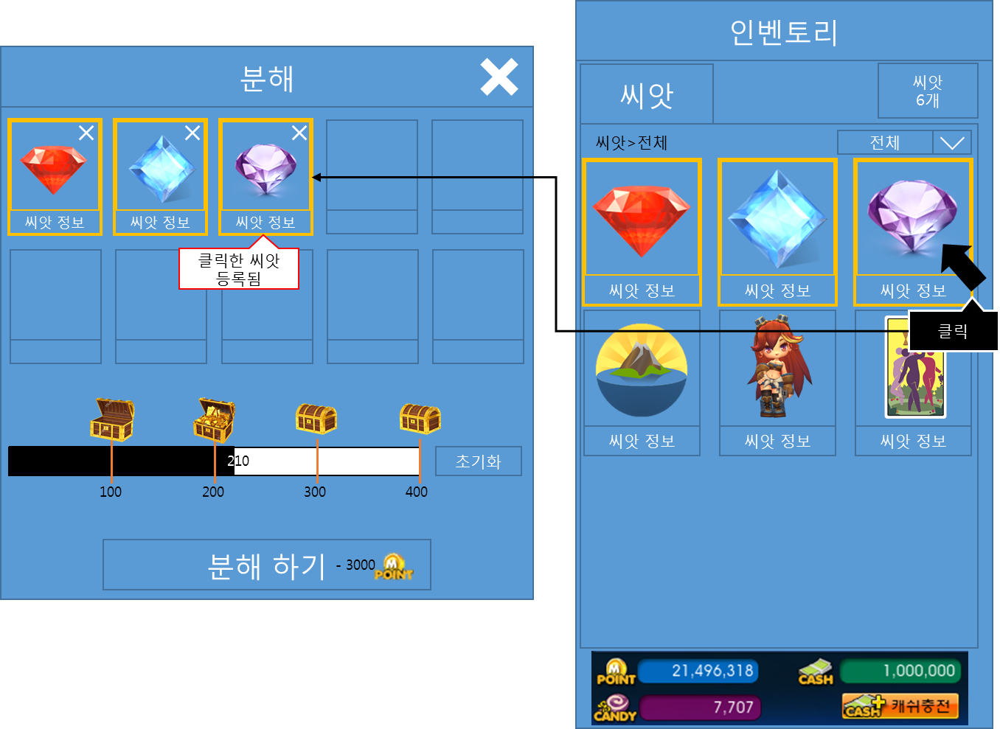 분해
씨앗 정보
씨앗 정보
씨앗 정보
클릭한 씨앗
등록됨
210
100
200
300
400
초기화
분해 하기 - 3000
M
POINT
인벤토리
씨앗
씨앗
6개
씨앗>전체
전체
씨앗 정보
씨앗 정보
씨앗 정보
클릭
씨앗 정보
씨앗 정보
씨앗 정보
M
POINT
21,496,318
CASH
1,000,000
CANDY
7,707
CASH
캐쉬충전